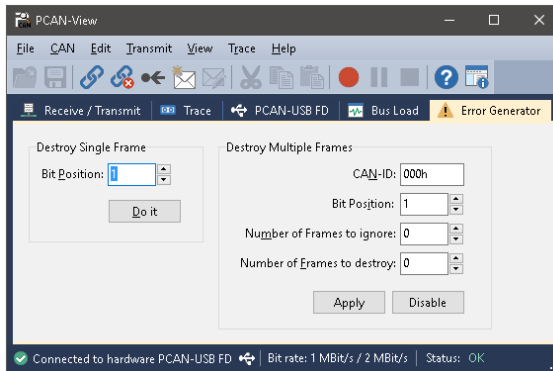 PCAN-View
File CAN Edit Transmit View Trace Help
Receive / Transmit Trace PCAN-USB FD Bus Load Error Generator
Destroy Single Frame
Bit Position: 1
Do it
Destroy Multiple Frames
CAN-ID: 000h
Bit Position: 1
Number of Frames to ignore: 0
Number of Frames to destroy: 0
Apply Disable
Connected to hardware PCAN-USB FD Bit rate: 1 MBit/s / 2 MBit/s Status: OK